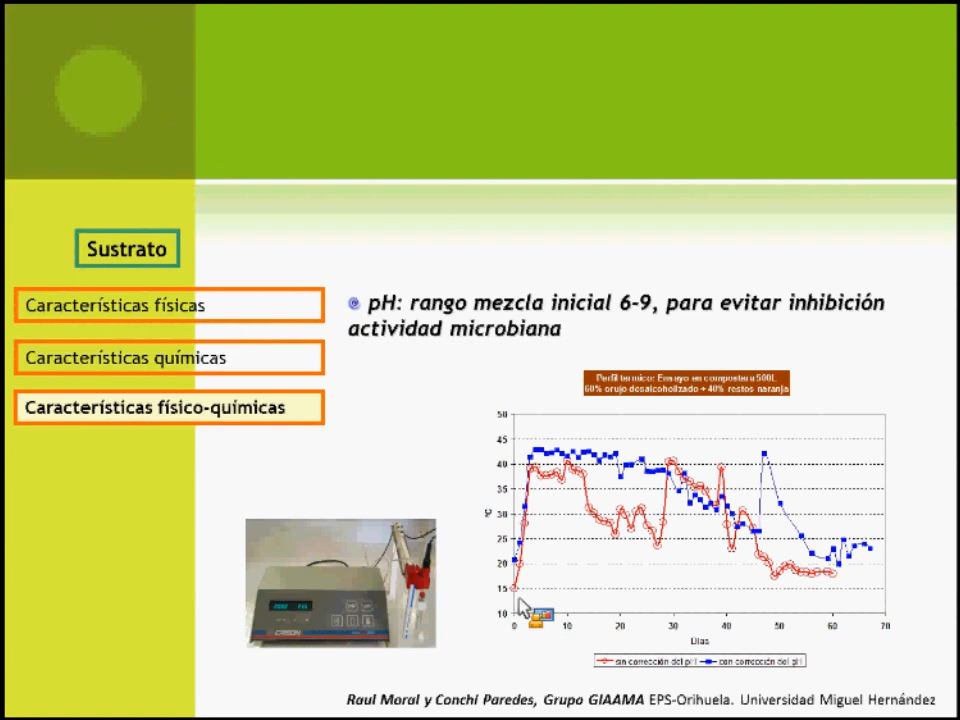 Sustrato
Características físicas
Características químicas
Características físico-químicas
pH: rango mezcla inicial 6-9, para evitar inhibición
actividad microbiana
Perfil termico: Ensayo en compostera 500L
60% orujo desalcoholizado + 40% restos naranja
50
45
40
35
30
25
20
15
10
ºC
0 10 20 30 40 50 60 70 70
Días
sin corrección del pH con corrección del pH
CRISON
Raul Moral y Conchi Paredes, Grupo GIAAMA EPS-Orihuela. Universidad Miguel Hernández